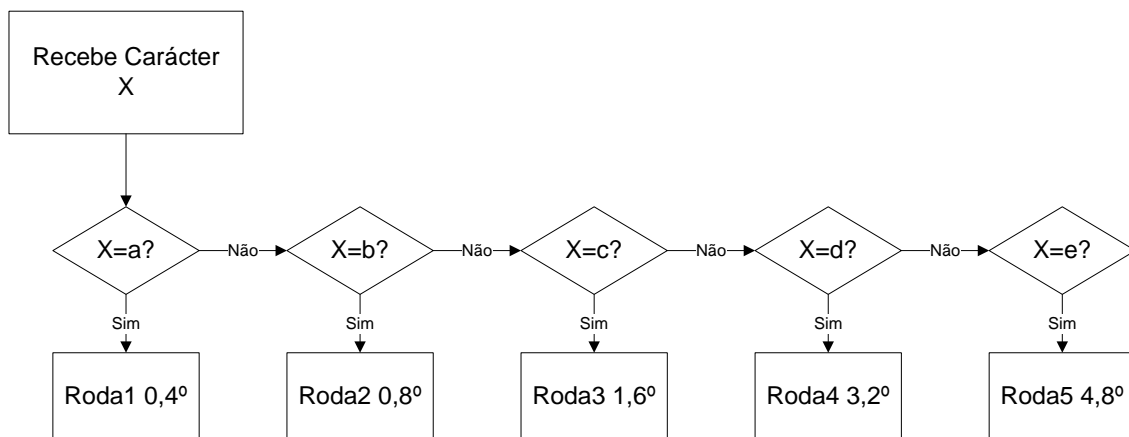 Recebe Carácter
X
X=a?
Não
X=b?
Não
X=c?
Não
X=d?
Não
X=e?
Sim
Sim
Sim
Sim
Sim
Roda1 0,4º
Roda2 0,8º
Roda3 1,6º
Roda4 3,2º
Roda5 4,8º